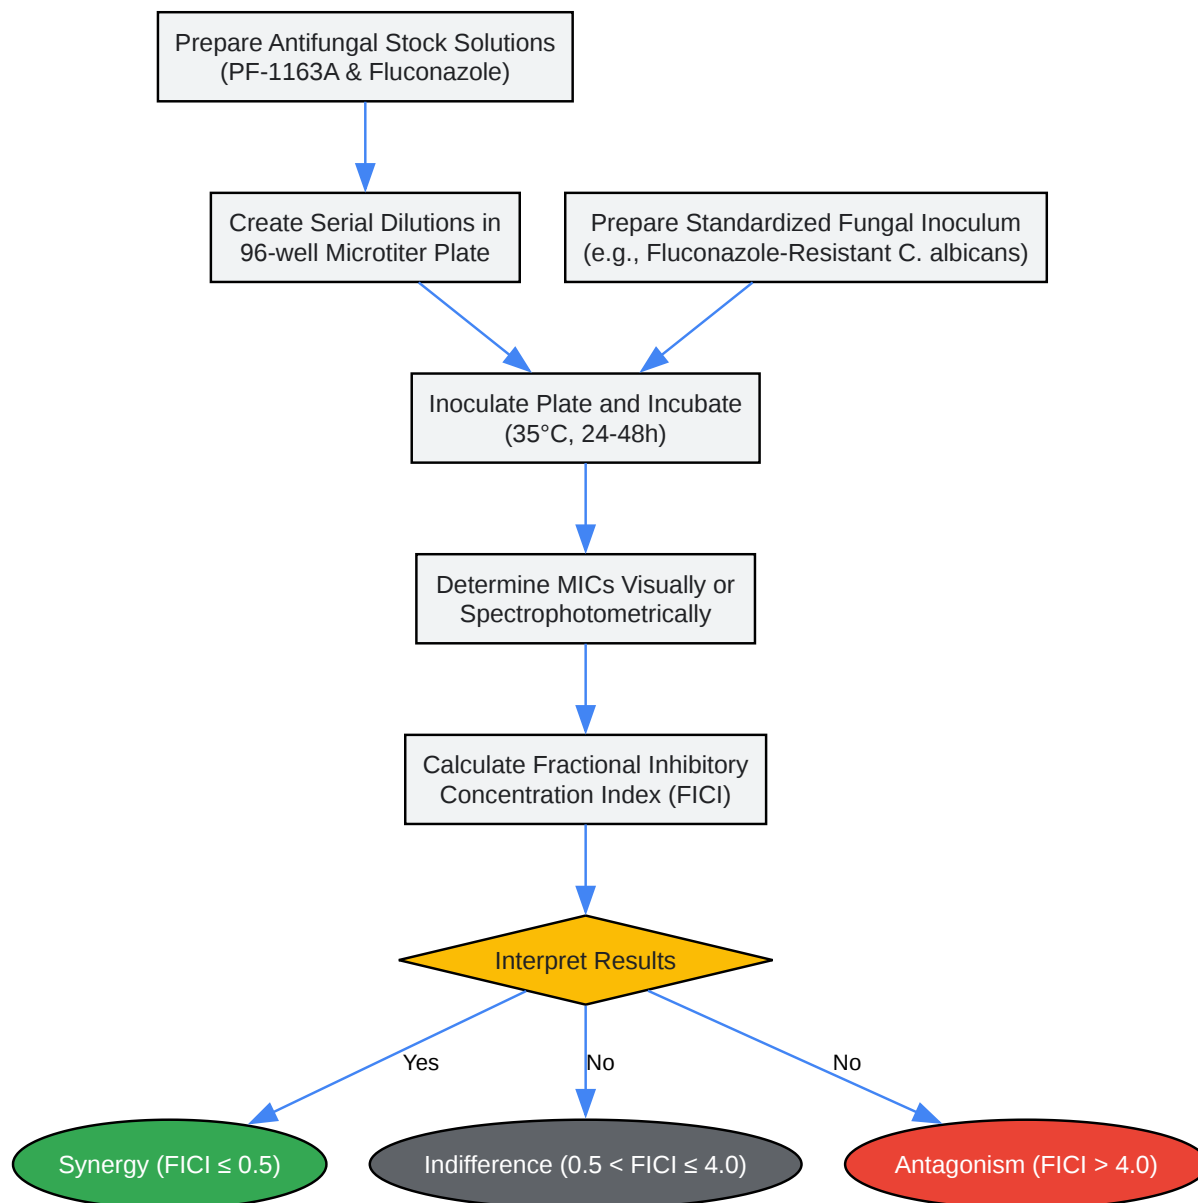 Prepare Antifungal Stock Solutions
(PF-1163A & Fluconazole)
Create Serial Dilutions in
96-well Microtiter Plate
Prepare Standardized Fungal Inoculum
(e.g., Fluconazole-Resistant C. albicans)
Inoculate Plate and Incubate
(35°C, 24-48h)
Determine MICs Visually or
Spectrophotometrically
Calculate Fractional Inhibitory
Concentration Index (FICI)
Interpret Results
Yes
No
No
Synergy (FICI ≤ 0.5)
Indifference (0.5 < FICI ≤ 4.0)
Antagonism (FICI > 4.0)